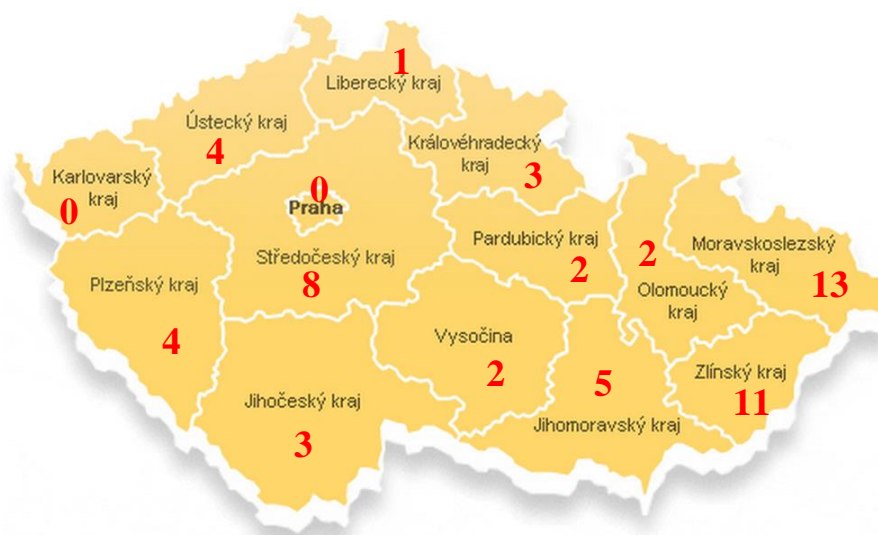 1
Liberecký kraj
Ústecký kraj
4
Královéhradecký
kraj
3
Karlovarský
kraj
0
0
Praha
Středočeský kraj
8
Pardubický kraj
2
2
Olomoucký
kraj
Moravskoslezský
kraj
13
Plzeňský kraj
4
Vysočina
2
5
Jihomoravský kraj
Zlínský kraj
11
Jihočeský kraj
3